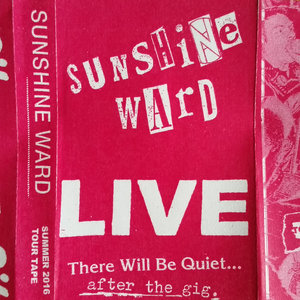 SUNSHINE WARD
SUMMER 2016
TOUR TAPE
SUNSHiNe
WARD
LIVE
There Will Be Quiet...
after the gig.